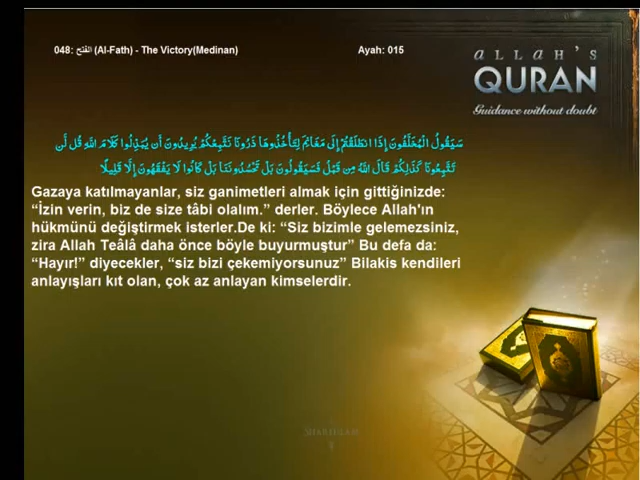 048: الفتح (Al-Fath) - The Victory(Medinan)
Ayah: 015
ALLAH'S
QURAN
Guidance without doubt
سَيَقُولُ الْمُخَلَّفُونَ إِذَا انطَلَقْتُمْ إِلَى مَغَانِمَ لِتَأْخُذُوهَا ذَرُونَا نَتَّبِعْكُمْ يُرِيدُونَ أَن يُبَدِّلُوا كَلَامَ اللَّهِ قُل لَّن
تَتَّبِعُونَا كَذَلِكُمْ قَالَ اللَّهُ مِن قَبْلُ فَسَيَقُولُونَ بَلْ تَحْسُدُونَنَا بَلْ كَانُوا لَا يَفْقَهُونَ إِلَّا قَلِيلًا
Gazaya katılmayanlar, siz ganimetleri almak için gittiğinizde:
“İzin verin, biz de size tâbi olalım.” derler. Böylece Allah'ın
hükmünü değiştirmek isterler.De ki: “Siz bizimle gelemezsiniz,
zira Allah Teâlâ daha önce böyle buyurmuştur” Bu defa da:
“Hayır!” diyecekler, “siz bizi çekemiyorsunuz” Bilakis kendileri
anlayışları kıt olan, çok az anlayan kimselerdir.